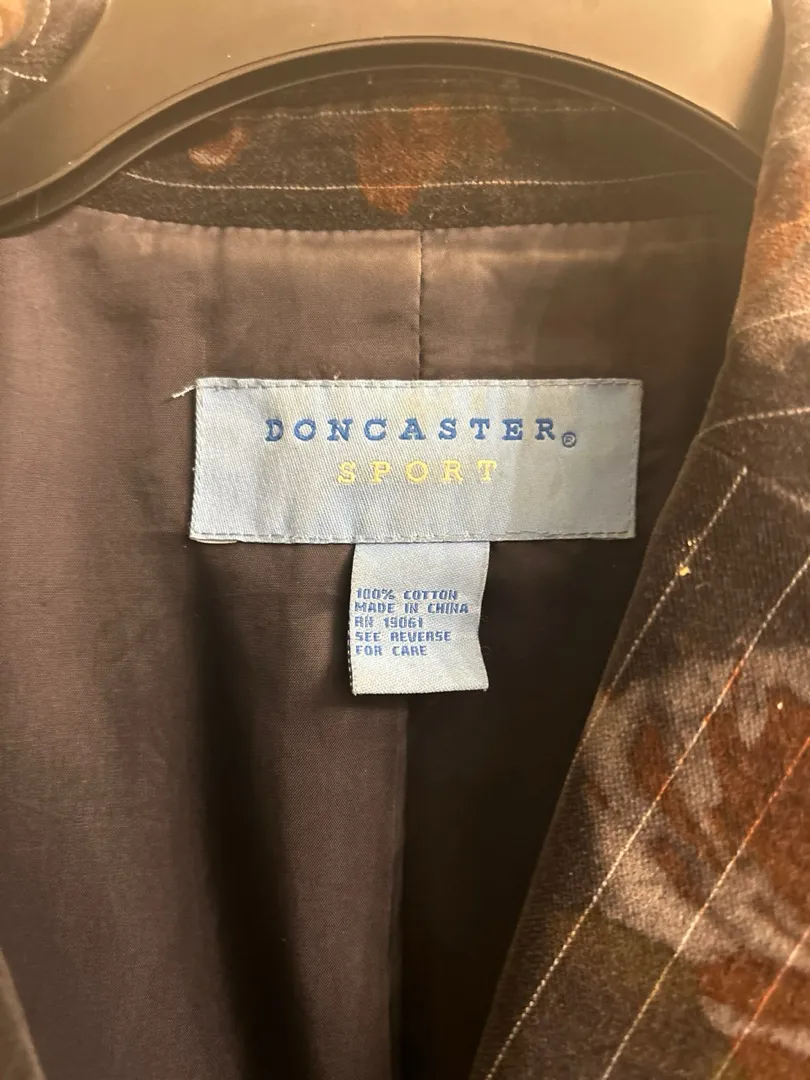 DONCASTER®
SPORT
100% COTTON
MADE IN CHINA
RN 19061
SEE REVERSE
FOR CARE